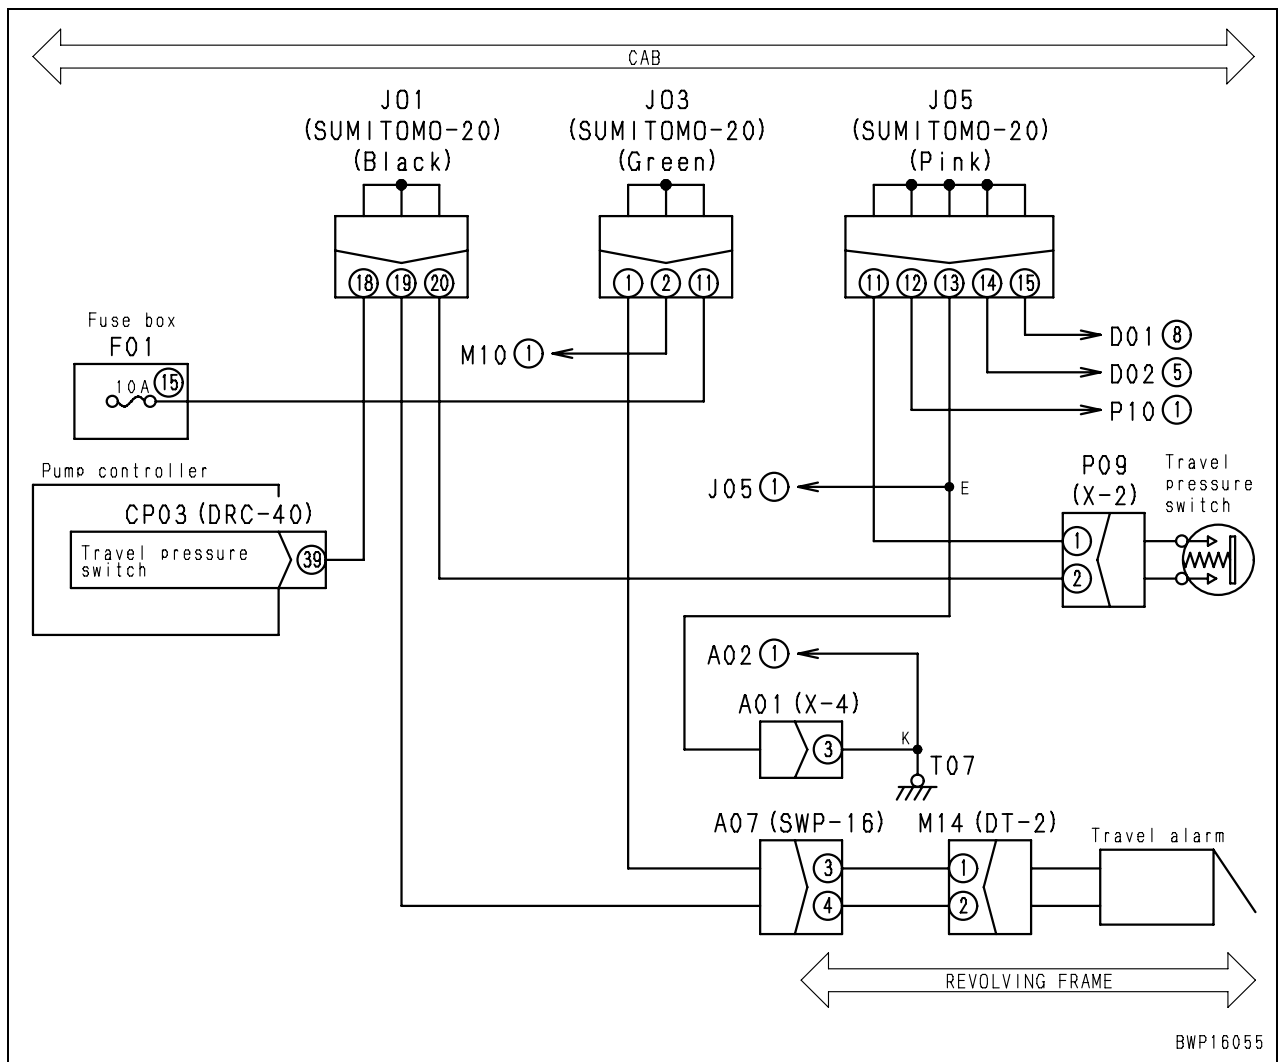 CAB
J01
(SUMITOMO-20)
(Black)
J03
(SUMITOMO-20)
(Green)
J05
(SUMITOMO-20)
(Pink)
18 19 20
1 2 11
11 12 13 14 15
Fuse box
F01
10A 15
M10 1
D01 8
D02 5
P10 1
Pump controller
CP03 (DRC-40)
Travel pressure
switch
39
J05 1
E
P09
(X-2)
1
2
Travel
pressure
switch
A02 1
A01 (X-4)
3
K
T07
A07 (SWP-16)
3
4
M14 (DT-2)
1
2
Travel alarm
REVOLVING FRAME
BWP16055